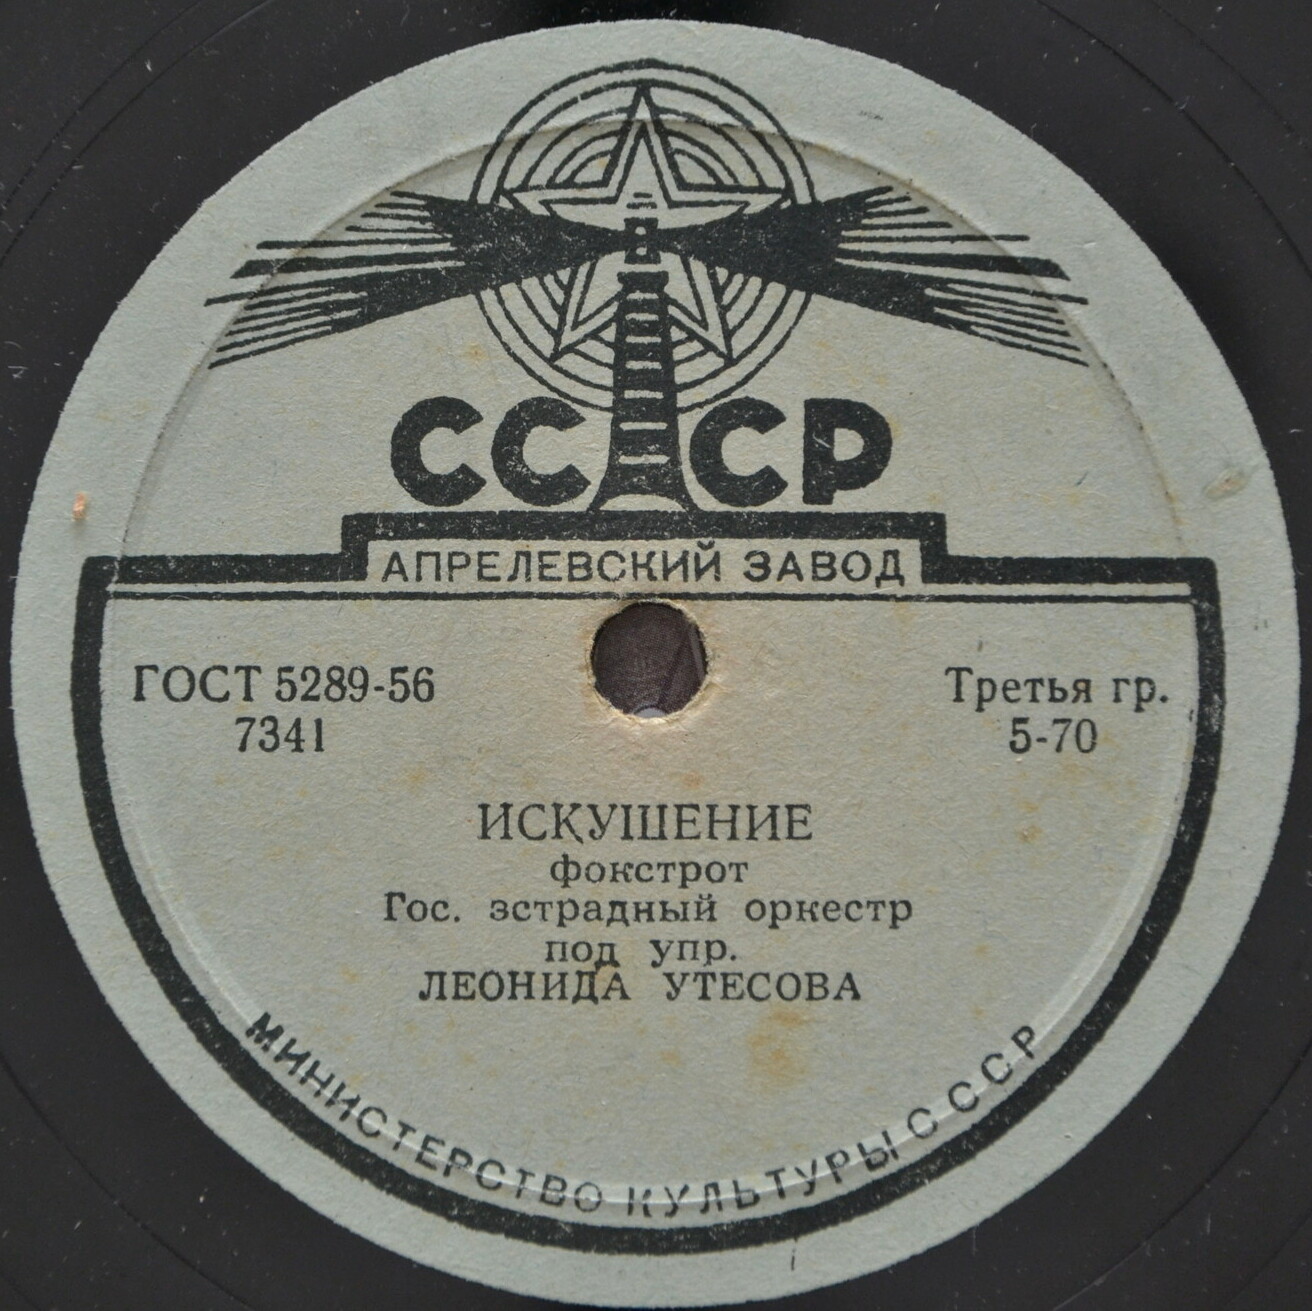 СССР
АПРЕЛЕВСКИЙ ЗАВОД
ГОСТ 5289-56
7341
Третья гр.
5-70
ИСКУШЕНИЕ
фокстрот
Гос. эстрадный оркестр
под упр.
ЛЕОНИДА УТЕСОВА
МИНИСТЕРСТВО КУЛЬТУРЫ СССР